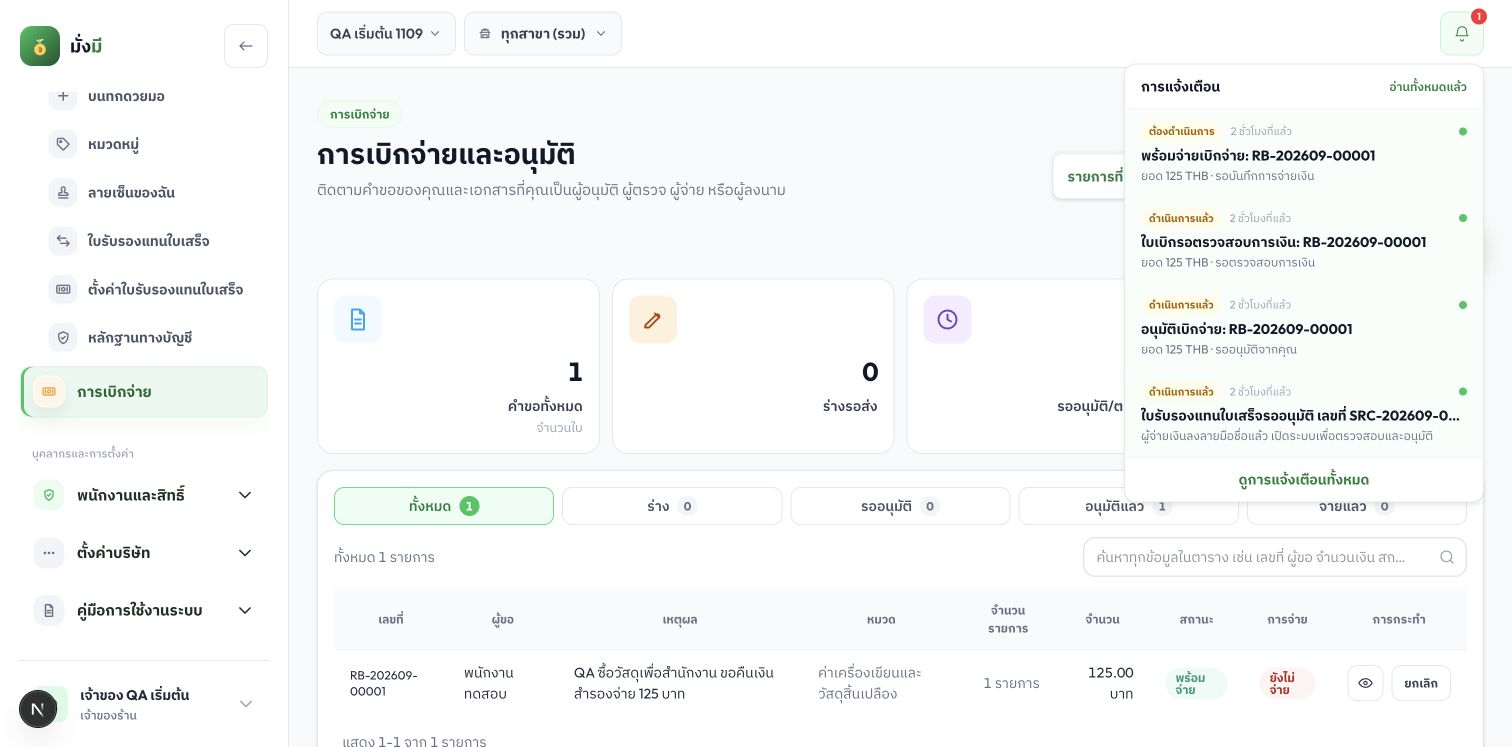 มั่งมี
บันทึกด้วยมือ
หมวดหมู่
ลายเซ็นของฉัน
ใบรับรองแทนใบเสร็จ
ตั้งค่าใบรับรองแทนใบเสร็จ
หลักฐานทางบัญชี
การเบิกจ่าย
บุคลากรและการตั้งค่า
พนักงานและสิทธิ์
ตั้งค่าบริษัท
คู่มือการใช้งานระบบ
N
เจ้าของ QA เริ่มต้น
เจ้าของร้าน
QA เริ่มต้น 1109
ทุกสาขา (รวม)
1
การเบิกจ่าย
การเบิกจ่ายและอนุมัติ
ติดตามคำขอของคุณและเอกสารที่คุณเป็นผู้อนุมัติ ผู้ตรวจ ผู้จ่าย หรือผู้ลงนาม
รายการที่
การแจ้งเตือน
อ่านทั้งหมดแล้ว
ต้องดำเนินการ 2 ชั่วโมงที่แล้ว
พร้อมจ่ายเบิกจ่าย: RB-202609-00001
ยอด 125 THB · รอบันทึกการจ่ายเงิน
ดำเนินการแล้ว 2 ชั่วโมงที่แล้ว
ใบเบิกรอตรวจสอบการเงิน: RB-202609-00001
ยอด 125 THB · รอตรวจสอบการเงิน
ดำเนินการแล้ว 2 ชั่วโมงที่แล้ว
อนุมัติเบิกจ่าย: RB-202609-00001
ยอด 125 THB · รออนุมัติจากคุณ
ดำเนินการแล้ว 2 ชั่วโมงที่แล้ว
ใบรับรองแทนใบเสร็จรออนุมัติ เลขที่ SRC-202609-0...
ผู้จ่ายเงินลงลายมือชื่อแล้ว เปิดระบบเพื่อตรวจสอบและอนุมัติ
ดูการแจ้งเตือนทั้งหมด
1
คำขอทั้งหมด
จำนวนใบ
0
ร่างรอส่ง
รออนุมัติ/ต
ทั้งหมด 1
ร่าง 0
รออนุมัติ 0
อนุมัติแล้ว 1
จ่ายแล้ว 0
ทั้งหมด 1 รายการ
ค้นหาทุกข้อมูลในตาราง เช่น เลขที่ ผู้ขอ จำนวนเงิน สถ...
เลขที่
ผู้ขอ
เหตุผล
หมวด
จำนวน
รายการ
จำนวน
สถานะ
การจ่าย
การกระทำ
RB-202609-
00001
พนักงาน
ทดสอบ
QA ซื้อวัสดุเพื่อสำนักงาน ขอคืนเงิน
สำรองจ่าย 125 บาท
ค่าเครื่องเขียนและ
วัสดุสิ้นเปลือง
1 รายการ
125.00
บาท
พร้อม
จ่าย
ยังไม่
จ่าย
ยกเลิก
แสดง 1-1 จาก 1 รายการ